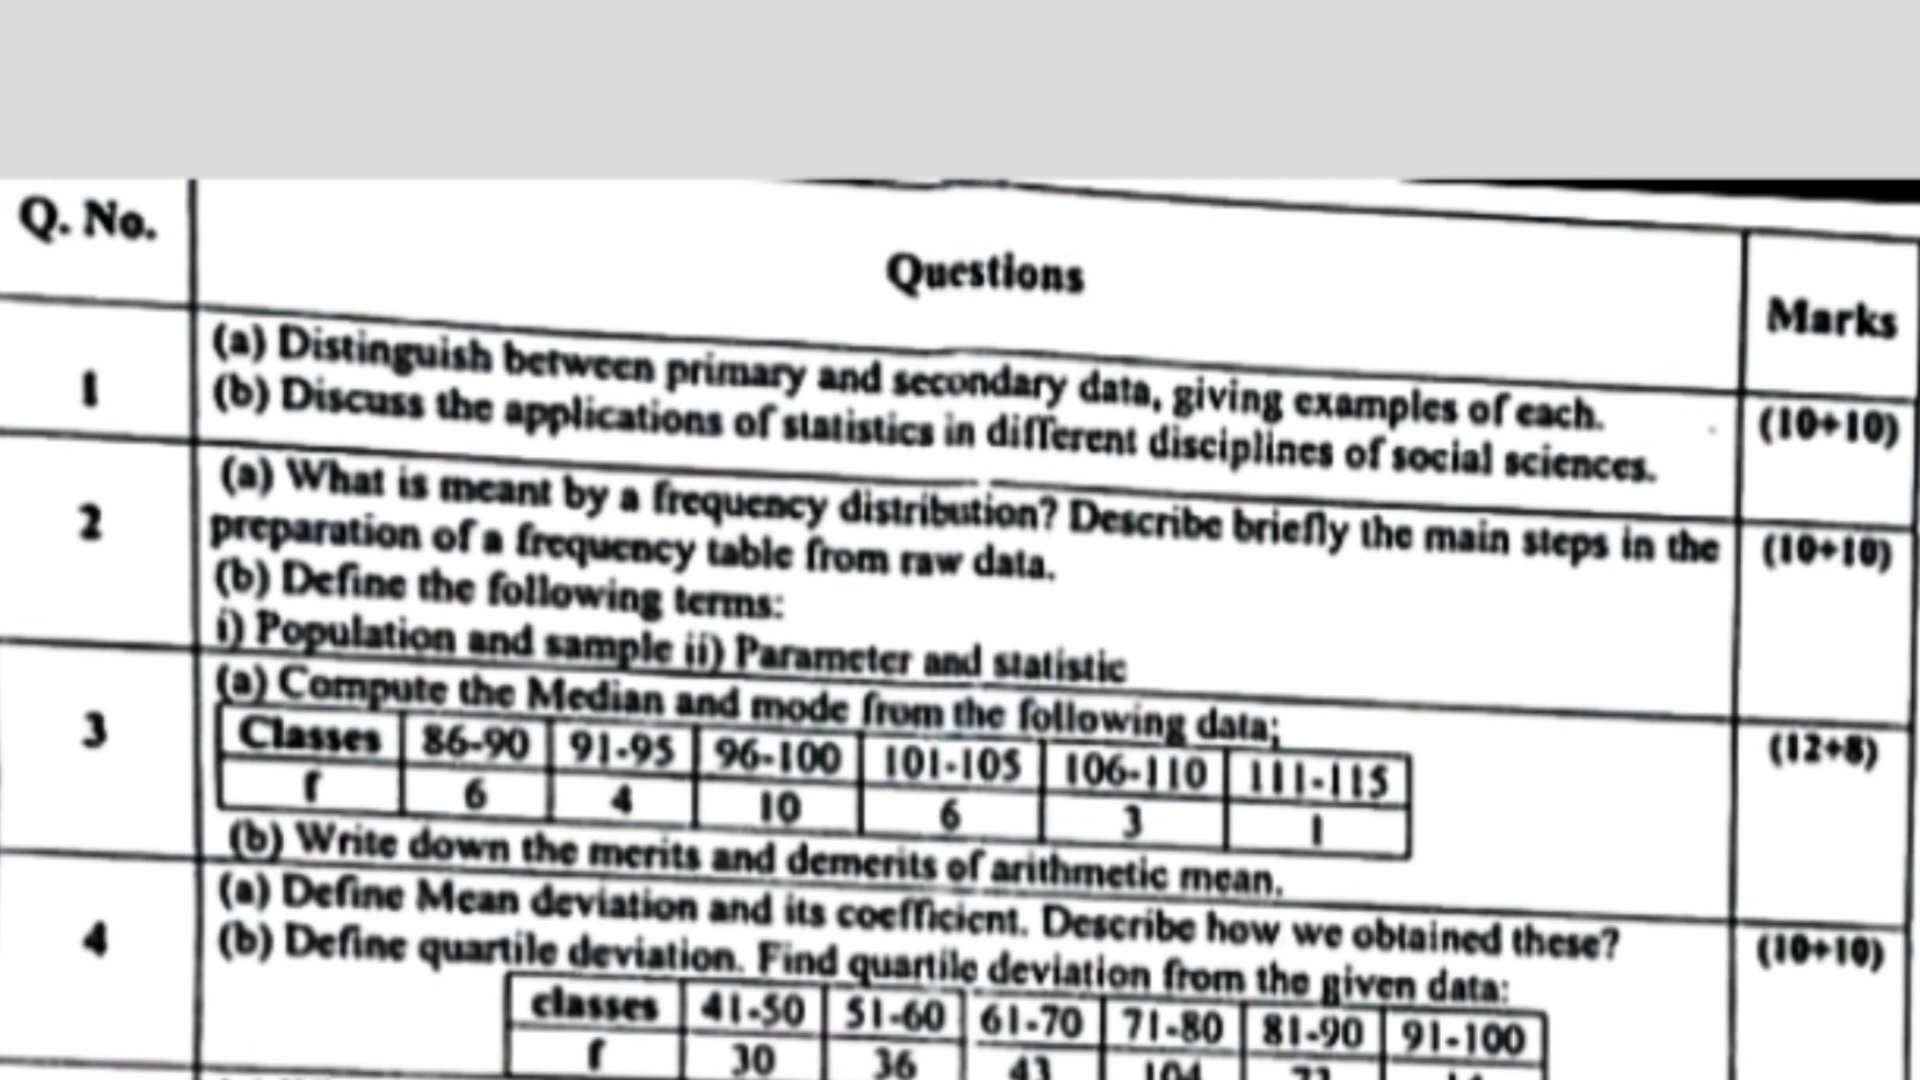 Q. No.
Questions
Marks
1
(a) Distinguish between primary and secondary data, giving examples of each.
(b) Discuss the applications of statistics in different disciplines of social sciences.
(10+10)
2
(a) What is meant by a frequency distribution? Describe briefly the main steps in the
preparation of a frequency table from raw data.
(b) Define the following terms:
i) Population and sample ii) Parameter and statistic
(10+10)
3
(a) Compute the Median and mode from the following data;
Classes 86-90 91-95 96-100 101-105 106-110 111-115
f 6 4 10 6 3 1
(b) Write down the merits and demerits of arithmetic mean.
(12+8)
4
(a) Define Mean deviation and its coefficient. Describe how we obtained these?
(b) Define quartile deviation. Find quartile deviation from the given data:
(10+10)
classes 41-50 51-60 61-70 71-80 81-90 91-100
f 30 36 43 104